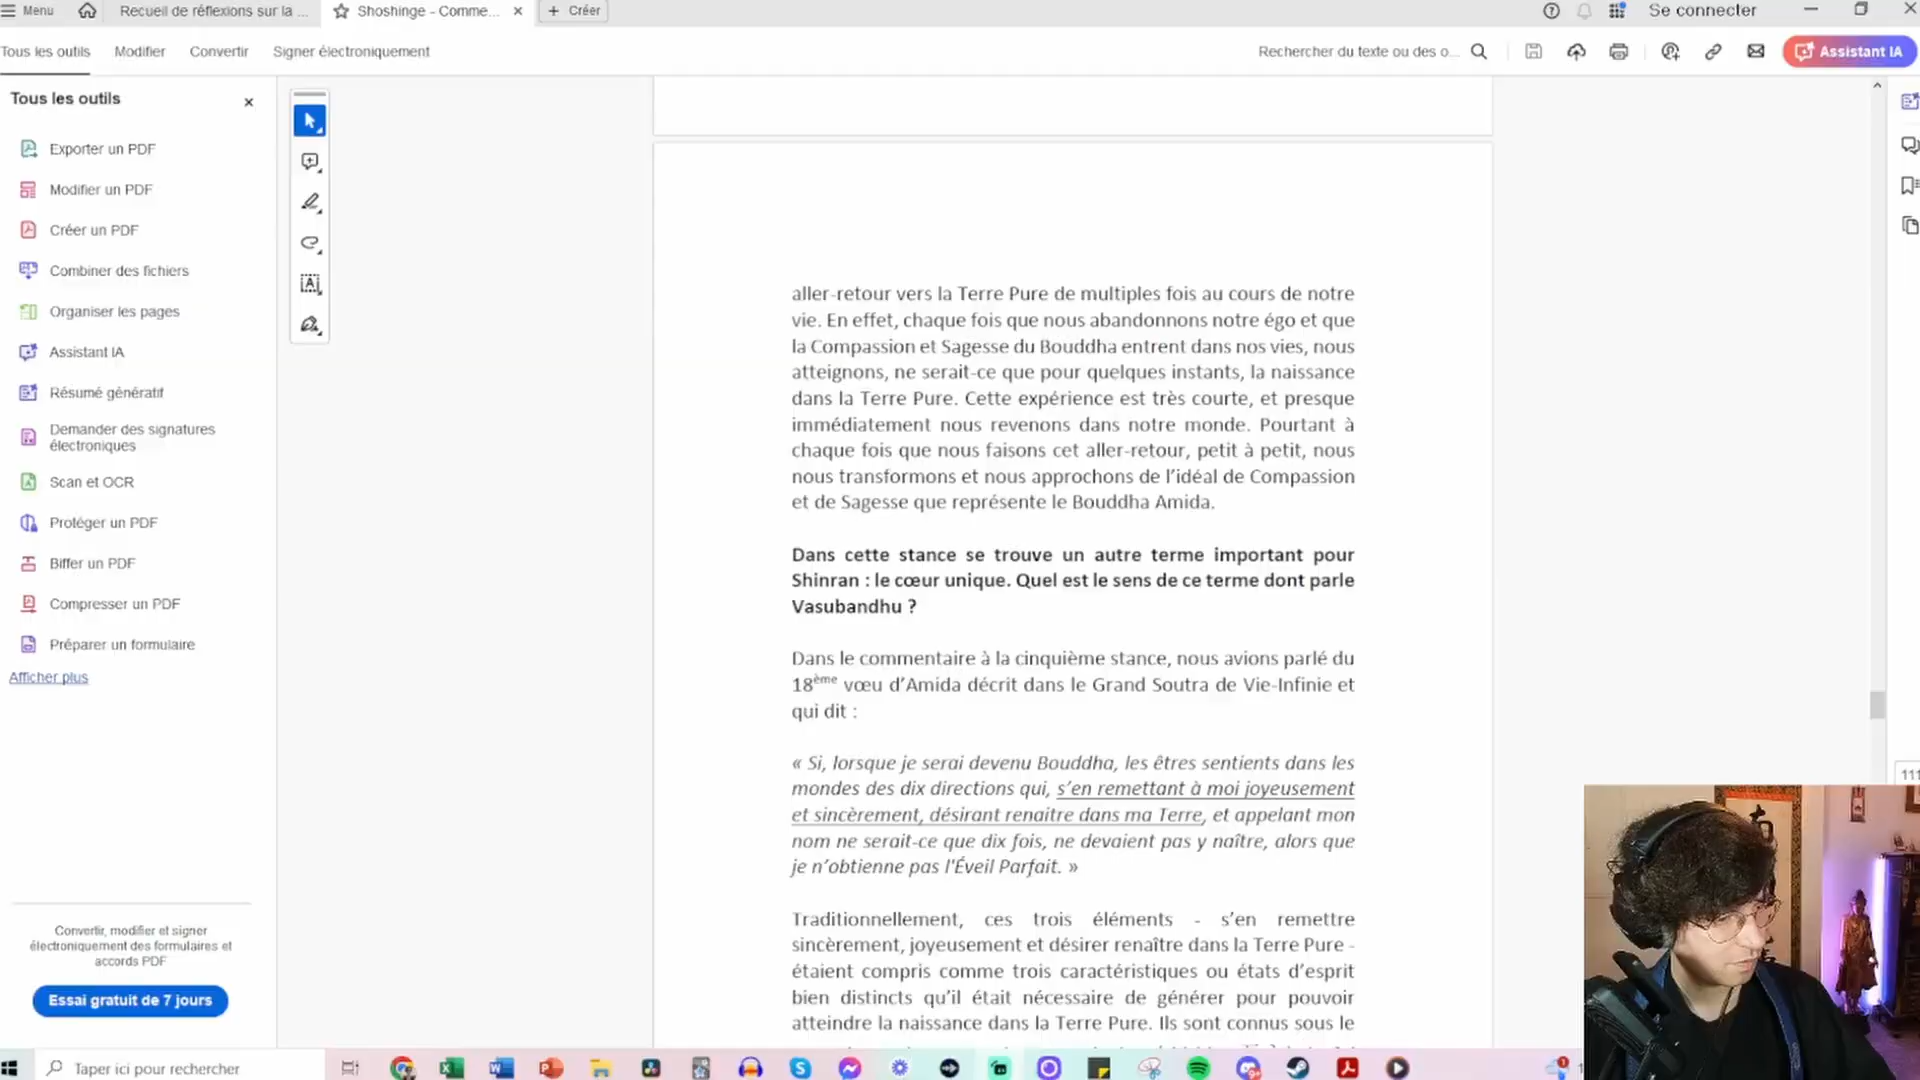 Menu
Recueil de réflexions sur la ...
Shoshinge - Comme...
Créer
Se connecter
Tous les outils
Modifier
Convertir
Signer électroniquement
Rechercher du texte ou des o...
Assistant IA
Tous les outils
Exporter un PDF
Modifier un PDF
Créer un PDF
Combiner des fichiers
Organiser les pages
Assistant IA
Résumé génératif
Demander des signatures
électroniques
Scan et OCR
Protéger un PDF
Biffer un PDF
Compresser un PDF
Préparer un formulaire
Afficher plus
Convertir, modifier et signer
électroniquement des formulaires et
accords PDF
Essai gratuit de 7 jours
aller-retour vers la Terre Pure de multiples fois au cours de notre
vie. En effet, chaque fois que nous abandonnons notre égo et que
la Compassion et Sagesse du Bouddha entrent dans nos vies, nous
atteignons, ne serait-ce que pour quelques instants, la naissance
dans la Terre Pure. Cette expérience est très courte, et presque
immédiatement nous revenons dans notre monde. Pourtant à
chaque fois que nous faisons cet aller-retour, petit à petit, nous
nous transformons et nous approchons de l’idéal de Compassion
et de Sagesse que représente le Bouddha Amida.
Dans cette stance se trouve un autre terme important pour
Shinran : le cœur unique. Quel est le sens de ce terme dont parle
Vasubandhu ?
Dans le commentaire à la cinquième stance, nous avions parlé du
18ème vœu d’Amida décrit dans le Grand Soutra de Vie-Infinie et
qui dit :
« Si, lorsque je serai devenu Bouddha, les êtres sentients dans les
mondes des dix directions qui, s’en remettant à moi joyeusement
et sincèrement, désirant renaitre dans ma Terre, et appelant mon
nom ne serait-ce que dix fois, ne devaient pas y naître, alors que
je n’obtienne pas l’Éveil Parfait. »
Traditionnellement, ces trois éléments - s’en remettre
sincèrement, joyeusement et désirer renaître dans la Terre Pure -
étaient compris comme trois caractéristiques ou états d’esprit
bien distincts qu’il était nécessaire de générer pour pouvoir
atteindre la naissance dans la Terre Pure. Ils sont connus sous le
111
Taper ici pour rechercher